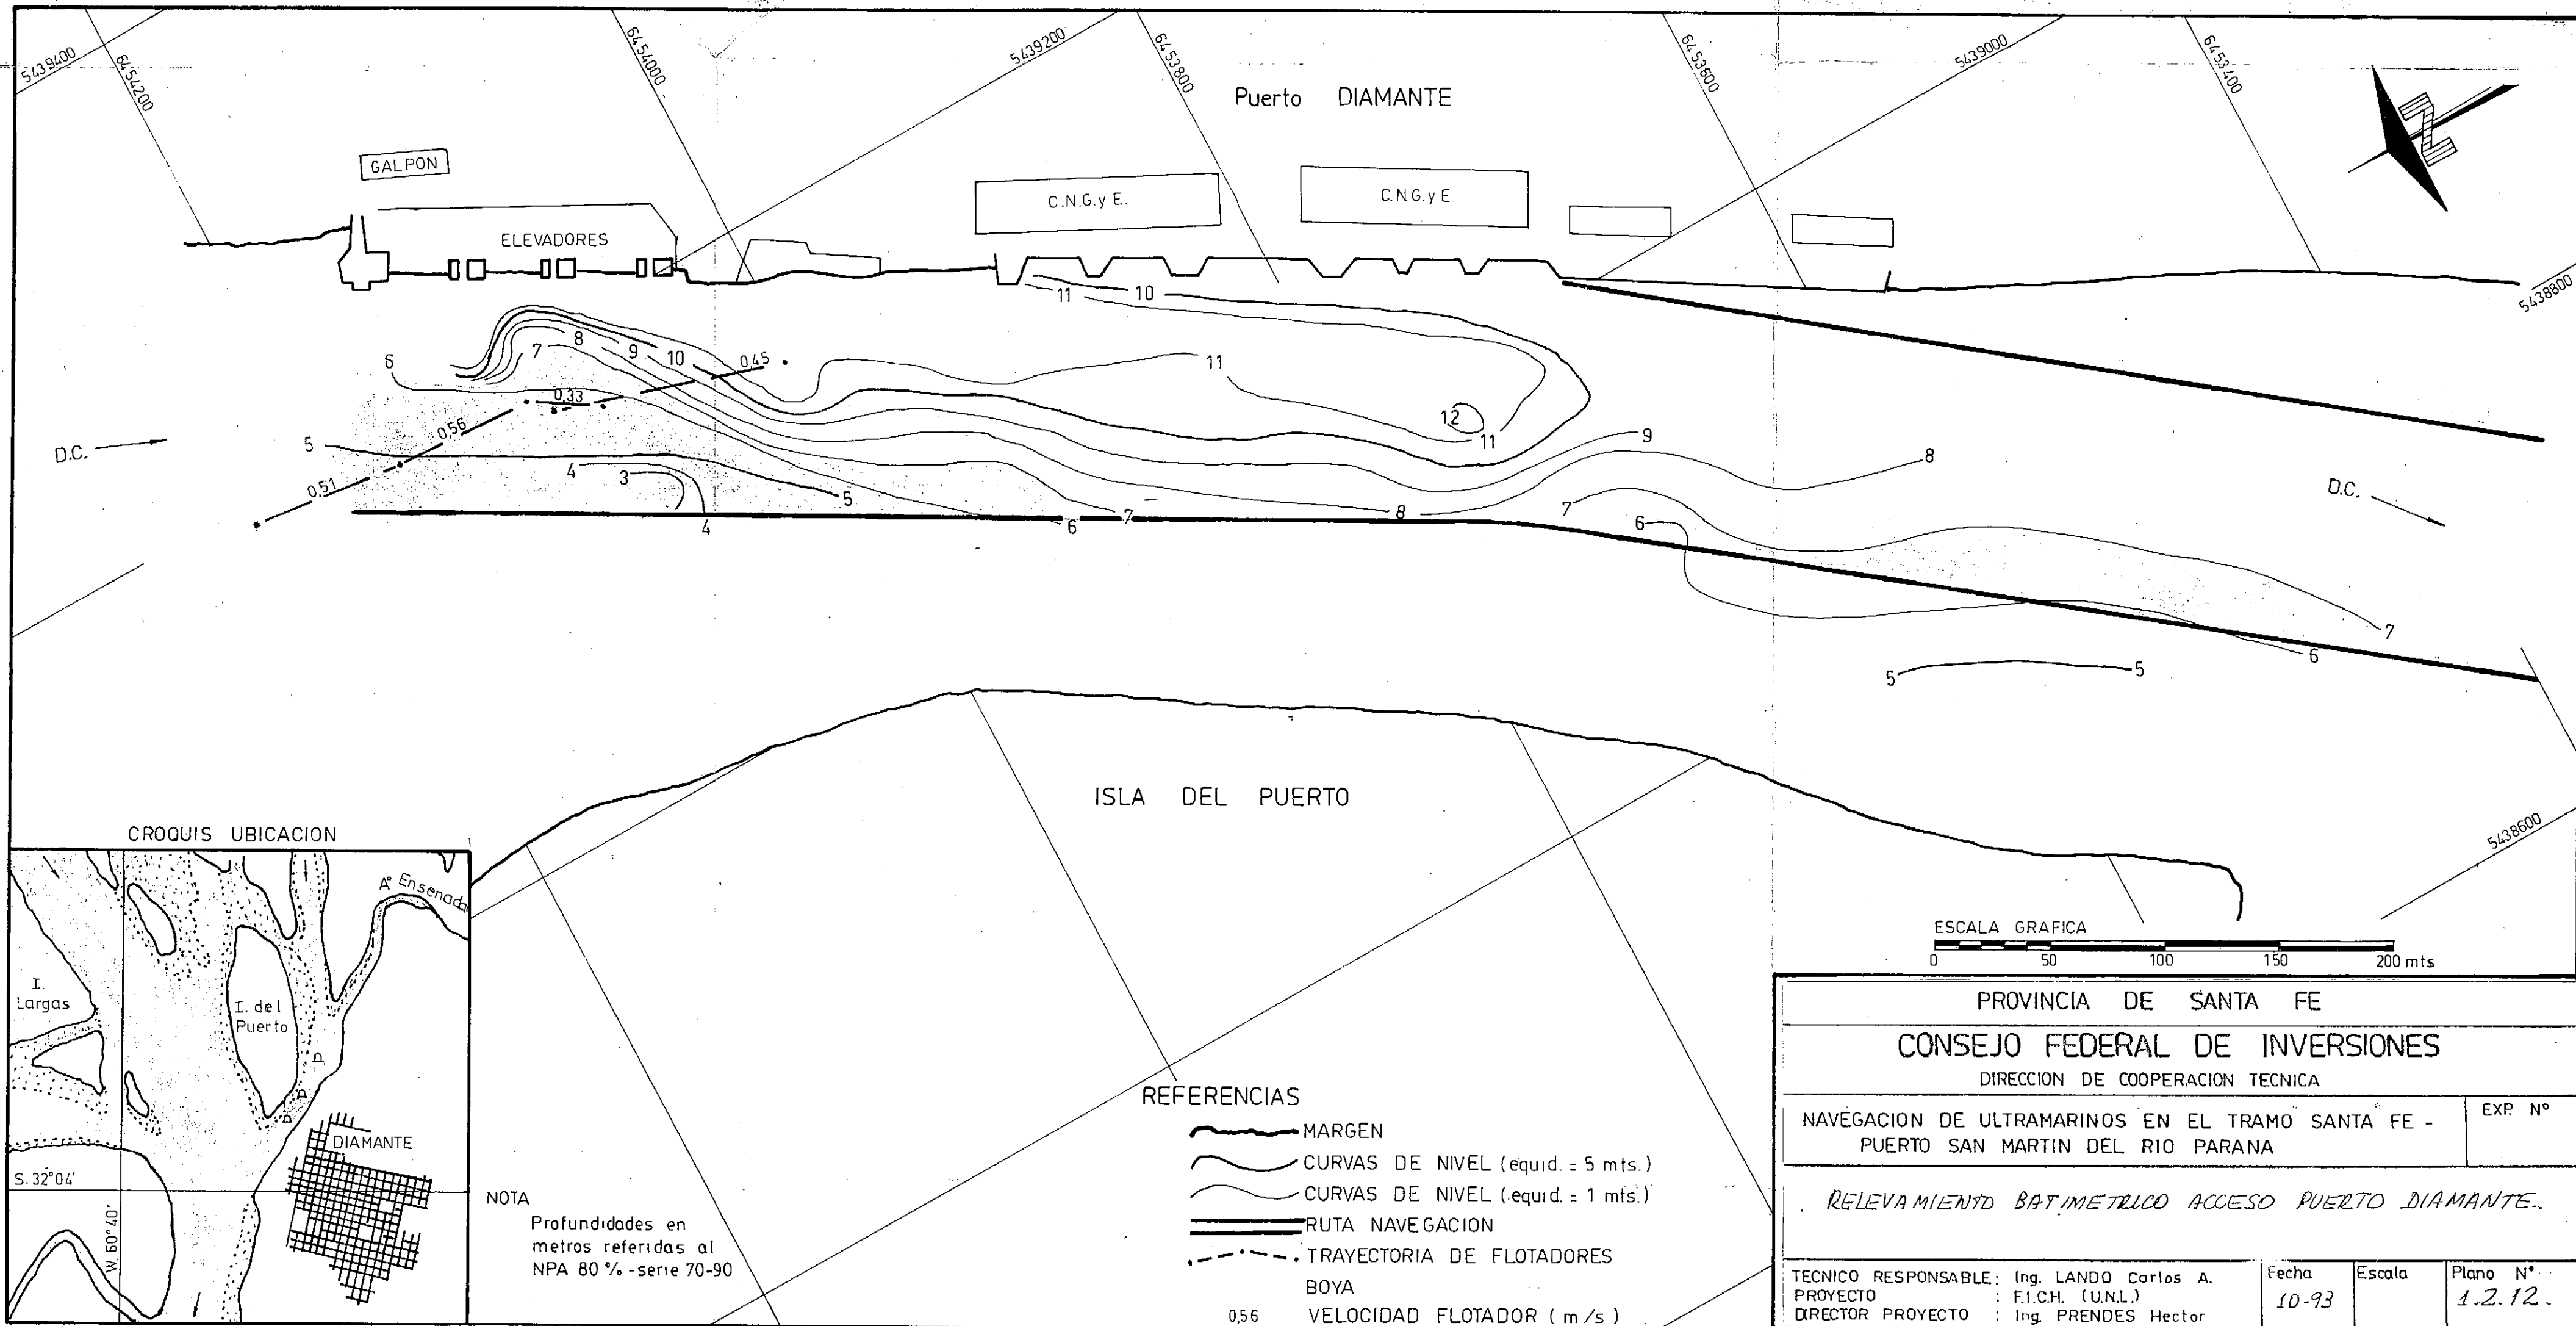 5439400
6454200
6454000
5439200
6453800
6453600
5439000
6453400
Puerto DIAMANTE
N
GALPON
C.N.G.y E.
C.N.G.y E.
ELEVADORES
5438800
10
11
6
7
8
9
10
0,45
11
0,33
0,56
12
11
9
D.C.
5
8
0,51
4
3
5
D.C.
4
6
7
8
7
6
7
6
5
5
ISLA DEL PUERTO
5438600
CROQUIS UBICACION
A° Ensenada
I.
Largas
I. del
Puerto
DIAMANTE
S. 32°04'
W 60° 40'
NOTA
Profundidades en
metros referidas al
NPA 80 % -serie 70-90
REFERENCIAS
MARGEN
CURVAS DE NIVEL (equid. = 5 mts.)
CURVAS DE NIVEL (equid. = 1 mts.)
RUTA NAVEGACION
TRAYECTORIA DE FLOTADORES
BOYA
0,56 VELOCIDAD FLOTADOR ( m/s )
ESCALA GRAFICA
0 50 100 150 200 mts
PROVINCIA DE SANTA FE
CONSEJO FEDERAL DE INVERSIONES
DIRECCION DE COOPERACION TECNICA
NAVEGACION DE ULTRAMARINOS EN EL TRAMO SANTA FE -
PUERTO SAN MARTIN DEL RIO PARANA
EXP. N°
RELEVAMIENTO BATIMETRICO ACCESO PUERTO DIAMANTE.
TECNICO RESPONSABLE: Ing. LANDO Carlos A.
PROYECTO : F.I.C.H. (U.N.L.)
DIRECTOR PROYECTO : Ing. PRENDES Hector
Fecha
10-93
Escala
Plano N°
1.2.12.